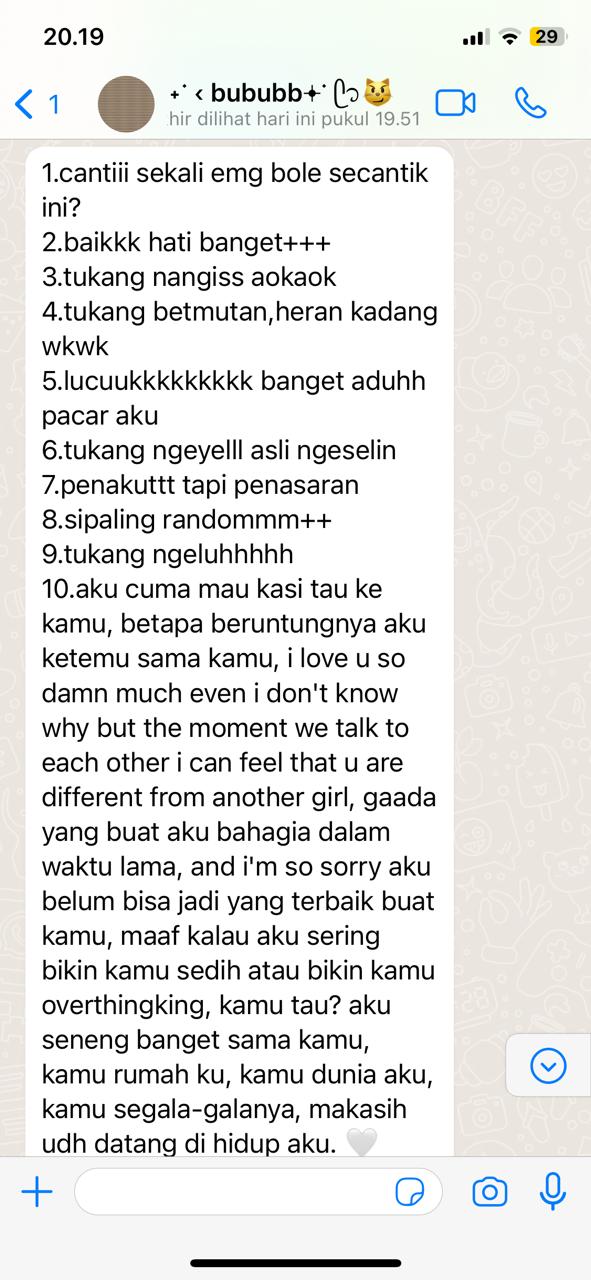 20.19
29
1
‹ bububb
hir dilihat hari ini pukul 19.51
1.cantiii sekali emg bole secantik
ini?
2.baikkk hati banget+++
3.tukang nangiss aokaok
4.tukang betmutan,heran kadang
wkwk
5.lucuukkkkkkkkk banget aduhh
pacar aku
6.tukang ngeyelll asli ngeselin
7.penakuttt tapi penasaran
8.sipaling randommm++
9.tukang ngeluhhhhh
10.aku cuma mau kasi tau ke
kamu, betapa beruntungnya aku
ketemu sama kamu, i love u so
damn much even i don't know
why but the moment we talk to
each other i can feel that u are
different from another girl, gaada
yang buat aku bahagia dalam
waktu lama, and i'm so sorry aku
belum bisa jadi yang terbaik buat
kamu, maaf kalau aku sering
bikin kamu sedih atau bikin kamu
overthingking, kamu tau? aku
seneng banget sama kamu,
kamu rumah ku, kamu dunia aku,
kamu segala-galanya, makasih
udh datang di hidup aku. 🤍